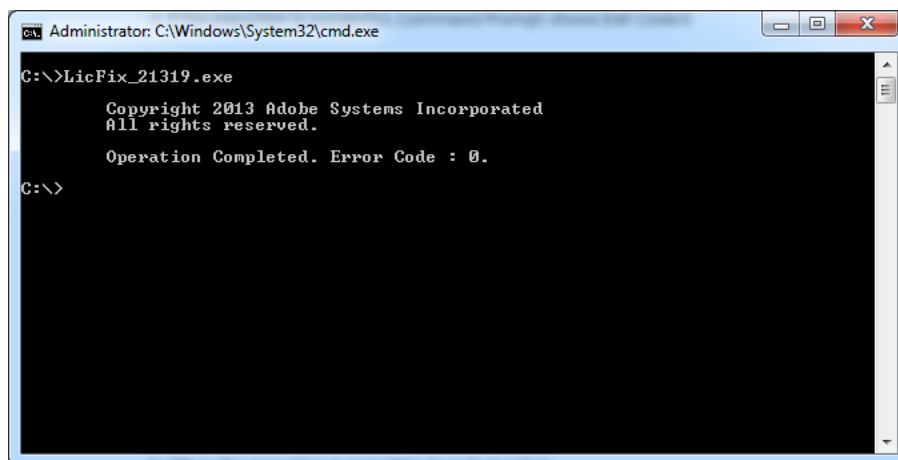 Administrator: C:\Windows\System32\cmd.exe
C:\>LicFix_21319.exe
Copyright 2013 Adobe Systems Incorporated
All rights reserved.
Operation Completed. Error Code : 0.
C:\>